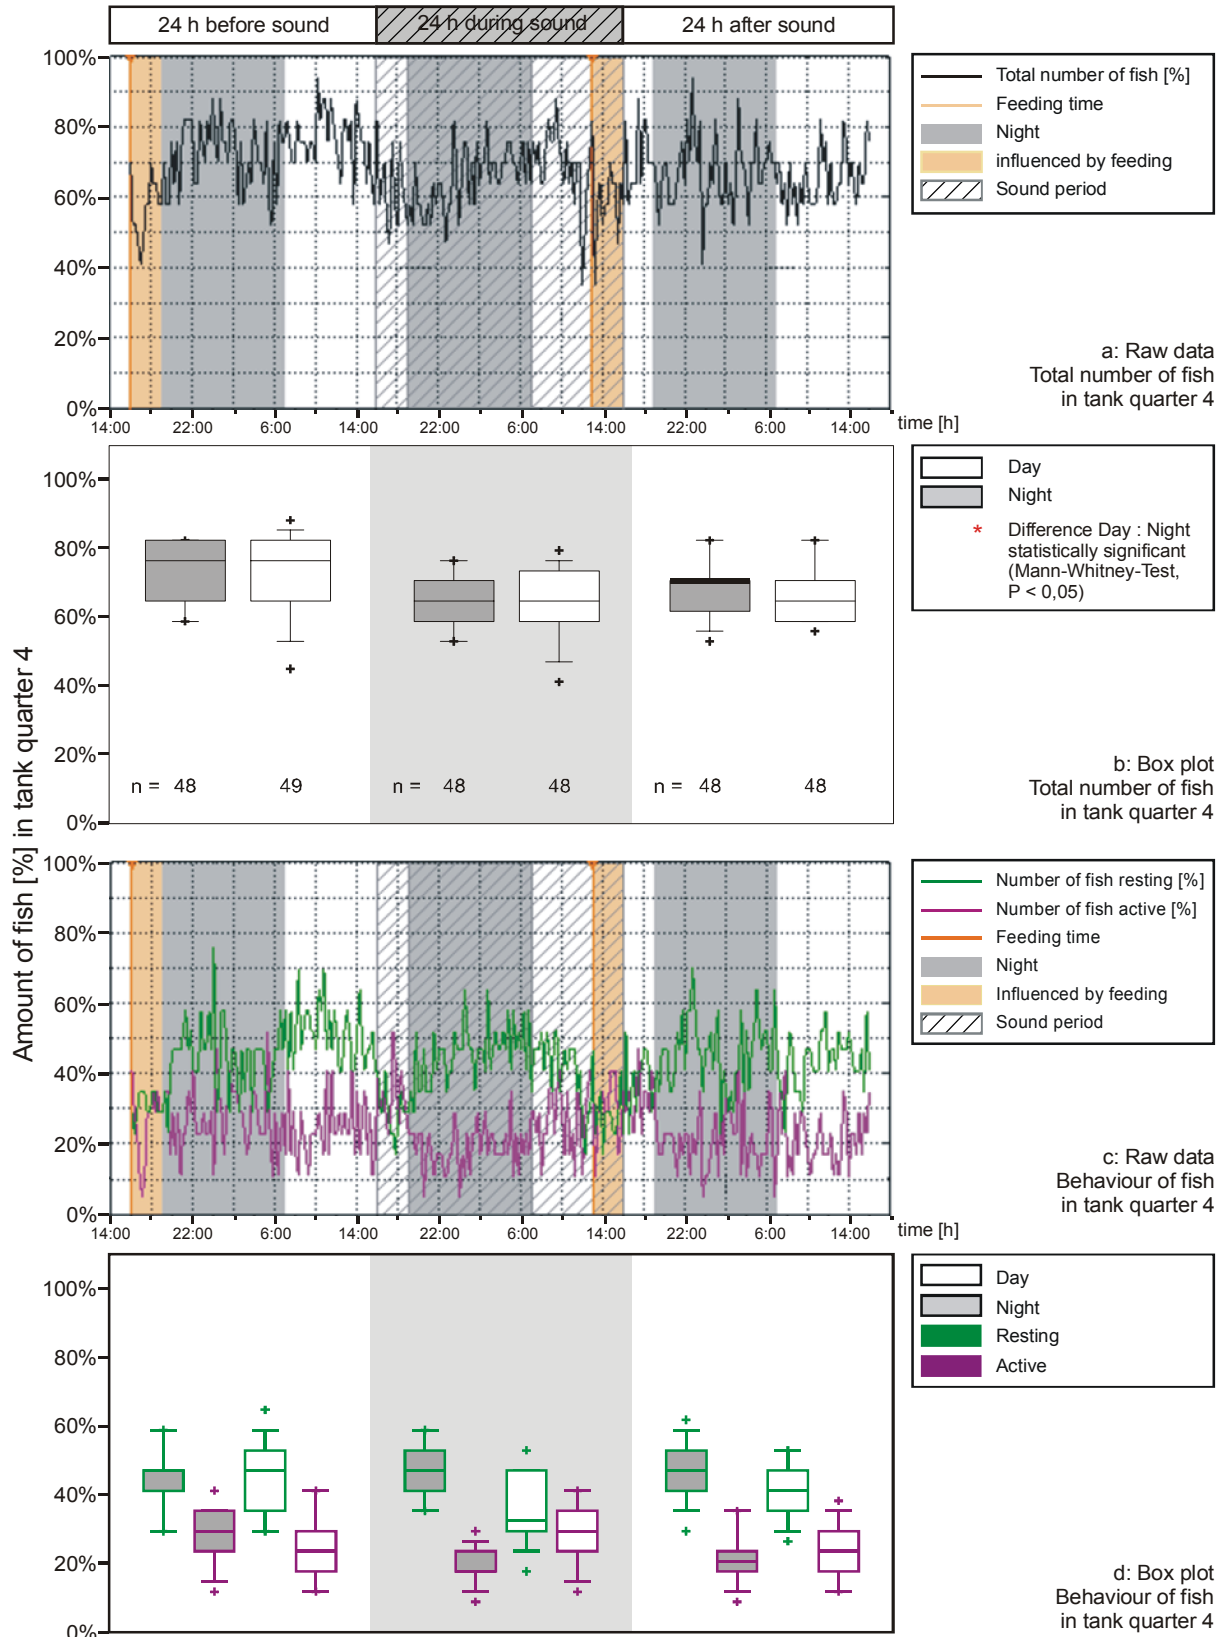 24 h before sound
24 h during sound
24 h after sound
100%
80%
60%
40%
20%
0%
14:00
22:00
6:00
14:00
22:00
6:00
14:00
22:00
6:00
14:00
time [h]
Total number of fish [%]
Feeding time
Night
influenced by feeding
Sound period
a: Raw data
Total number of fish
in tank quarter 4
Amount of fish [%] in tank quarter 4
100%
80%
60%
40%
20%
0%
n = 48
49
n = 48
48
n = 48
48
Day
Night
* Difference Day : Night
statistically significant
(Mann-Whitney-Test,
P < 0,05)
b: Box plot
Total number of fish
in tank quarter 4
100%
80%
60%
40%
20%
0%
14:00
22:00
6:00
14:00
22:00
6:00
14:00
22:00
6:00
14:00
time [h]
Number of fish resting [%]
Number of fish active [%]
Feeding time
Night
Influenced by feeding
Sound period
c: Raw data
Behaviour of fish
in tank quarter 4
100%
80%
60%
40%
20%
0%
Day
Night
Resting
Active
d: Box plot
Behaviour of fish
in tank quarter 4